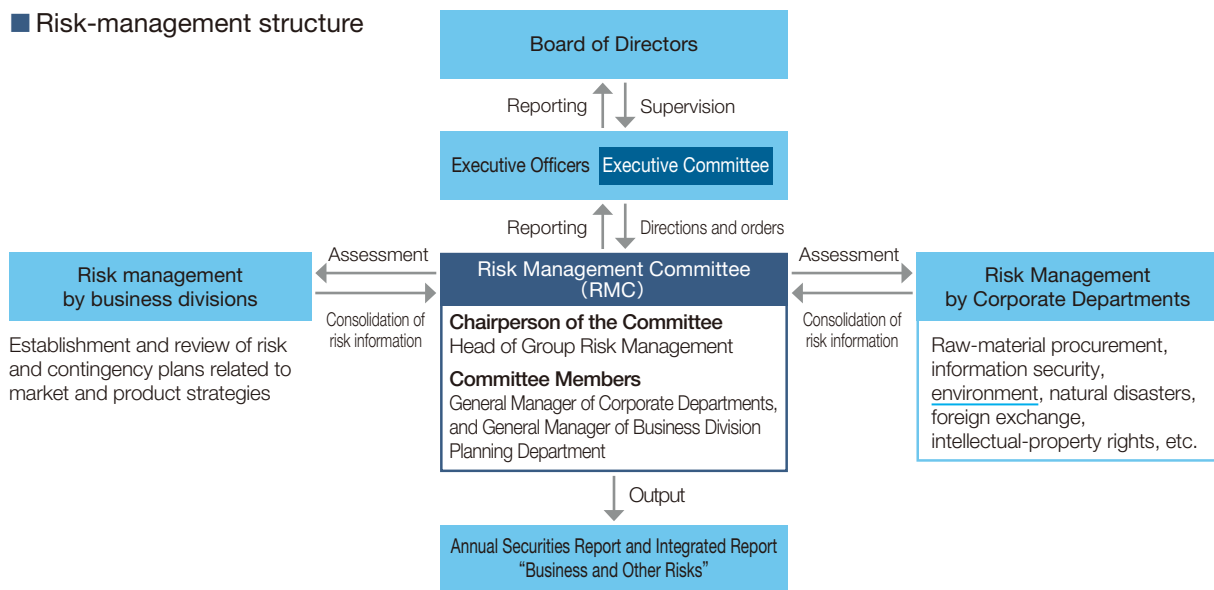 Risk-management structure
Board of Directors
Reporting
Supervision
Executive Officers
Executive Committee
Reporting
Directions and orders
Assessment
Assessment
Risk management
by business divisions
Consolidation of
risk information
Establishment and review of risk
and contingency plans related to
market and product strategies
Risk Management Committee
(RMC)
Chairperson of the Committee
Head of Group Risk Management
Committee Members
General Manager of Corporate Departments,
and General Manager of Business Division
Planning Department
Consolidation of
risk information
Risk Management
by Corporate Departments
Raw-material procurement,
information security,
environment, natural disasters,
foreign exchange,
intellectual-property rights, etc.
Output
Annual Securities Report and Integrated Report
“Business and Other Risks”